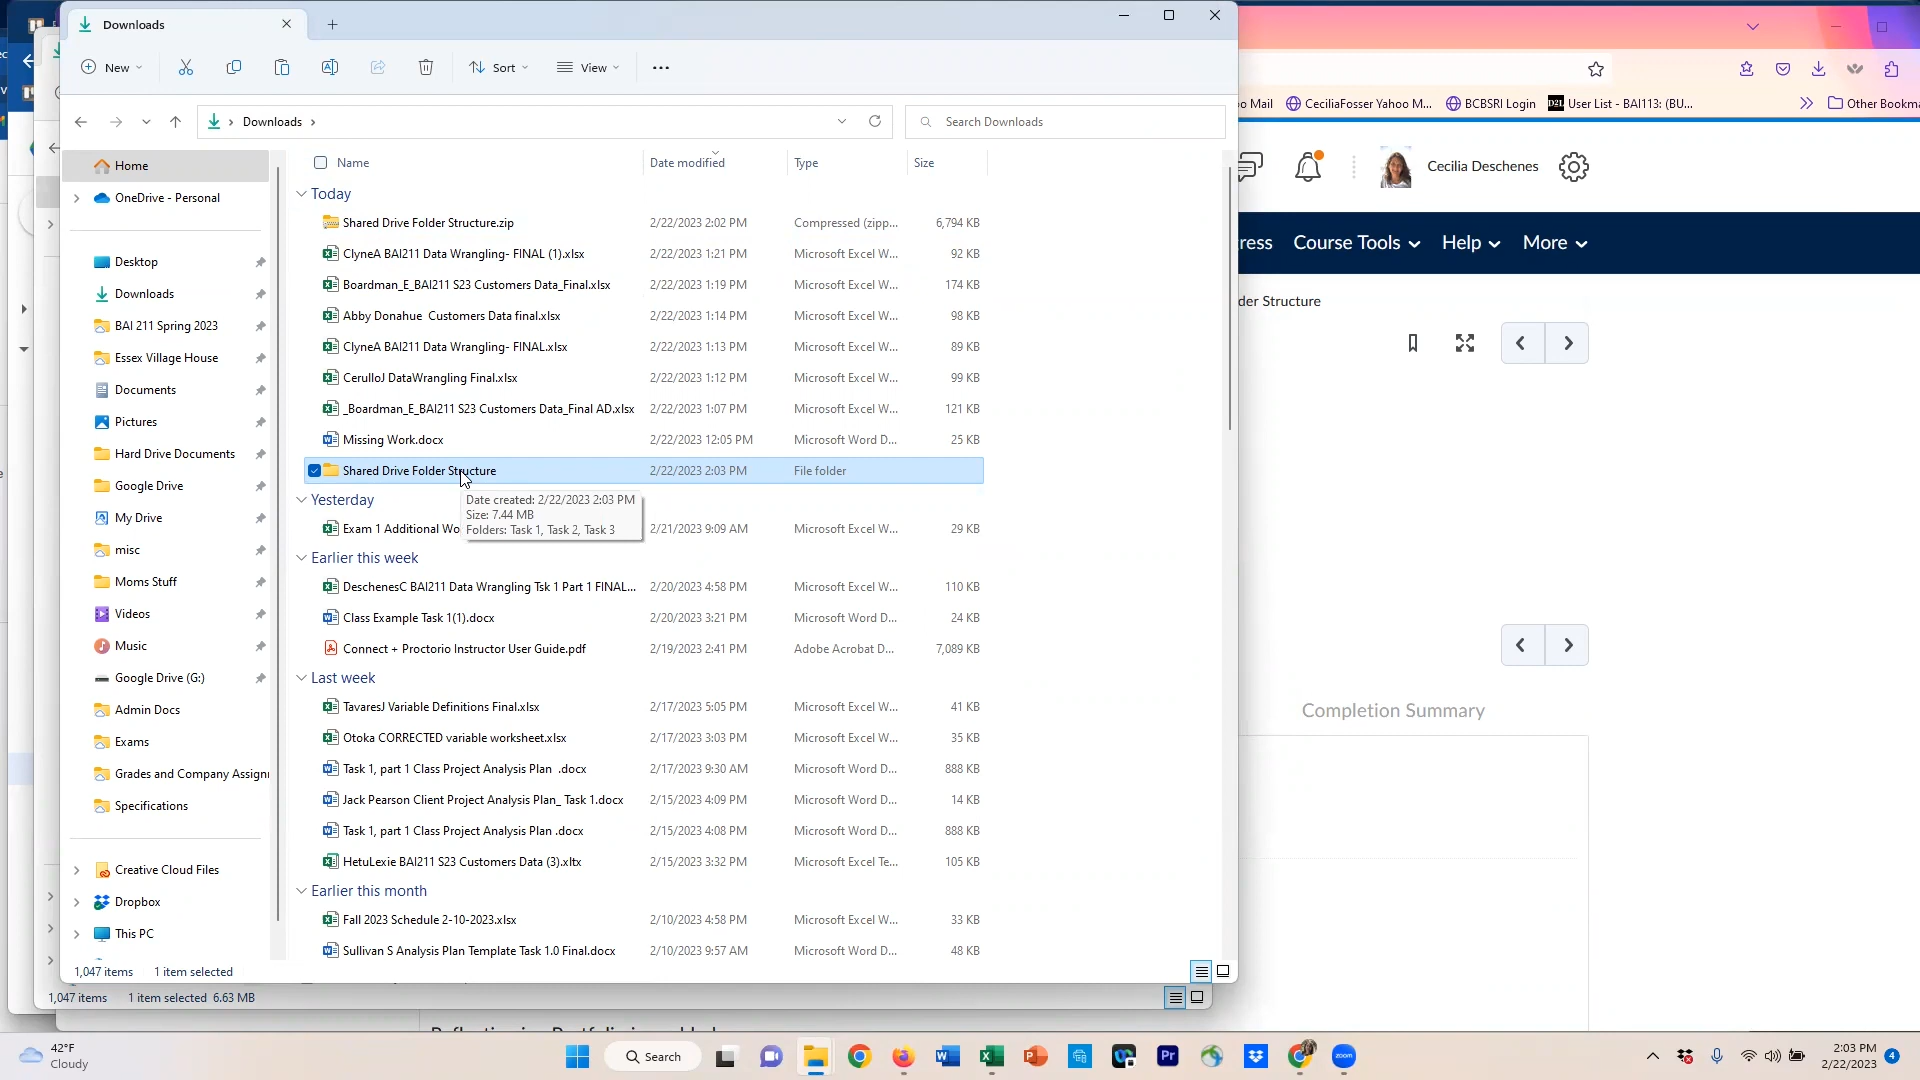 Downloads
New
Sort
View
Downloads
Search Downloads
o Mail
CeciliaFosser Yahoo M...
BCBSRI Login
D2L
User List - BAI113: (BU...
Other Bookma
Cecilia Deschenes
ress
Course Tools
Help
More
der Structure
Completion Summary
Home
OneDrive - Personal
Desktop
Downloads
BAI 211 Spring 2023
Essex Village House
Documents
Pictures
Hard Drive Documents
Google Drive
My Drive
misc
Moms Stuff
Videos
Music
Google Drive (G:)
Admin Docs
Exams
Grades and Company Assignr
Specifications
Creative Cloud Files
Dropbox
This PC
Name Date modified Type Size
Today
Shared Drive Folder Structure.zip 2/22/2023 2:02 PM Compressed (zipp... 6,794 KB
ClyneA BAI211 Data Wrangling- FINAL (1).xlsx 2/22/2023 1:21 PM Microsoft Excel W... 92 KB
Boardman_E_BAI211 S23 Customers Data_Final.xlsx 2/22/2023 1:19 PM Microsoft Excel W... 174 KB
Abby Donahue  Customers Data final.xlsx 2/22/2023 1:14 PM Microsoft Excel W... 98 KB
ClyneA BAI211 Data Wrangling- FINAL.xlsx 2/22/2023 1:13 PM Microsoft Excel W... 89 KB
CerulloJ DataWrangling Final.xlsx 2/22/2023 1:12 PM Microsoft Excel W... 99 KB
_Boardman_E_BAI211 S23 Customers Data_Final AD.xlsx 2/22/2023 1:07 PM Microsoft Excel W... 121 KB
Missing Work.docx 2/22/2023 12:05 PM Microsoft Word D... 25 KB
Shared Drive Folder Structure 2/22/2023 2:03 PM File folder
Date created: 2/22/2023 2:03 PM
Size: 7.44 MB
Folders: Task 1, Task 2, Task 3
Yesterday
Exam 1 Additional Wo 2/21/2023 9:09 AM Microsoft Excel W... 29 KB
Earlier this week
DeschenesC BAI211 Data Wrangling Tsk 1 Part 1 FINAL... 2/20/2023 4:58 PM Microsoft Excel W... 110 KB
Class Example Task 1(1).docx 2/20/2023 3:21 PM Microsoft Word D... 24 KB
Connect + Proctorio Instructor User Guide.pdf 2/19/2023 2:41 PM Adobe Acrobat D... 7,089 KB
Last week
TavaresJ Variable Definitions Final.xlsx 2/17/2023 5:05 PM Microsoft Excel W... 41 KB
Otoka CORRECTED variable worksheet.xlsx 2/17/2023 3:03 PM Microsoft Excel W... 35 KB
Task 1, part 1 Class Project Analysis Plan  .docx 2/17/2023 9:30 AM Microsoft Word D... 888 KB
Jack Pearson Client Project Analysis Plan_ Task 1.docx 2/15/2023 4:09 PM Microsoft Word D... 14 KB
Task 1, part 1 Class Project Analysis Plan .docx 2/15/2023 4:08 PM Microsoft Word D... 888 KB
HetuLexie BAI211 S23 Customers Data (3).xltx 2/15/2023 3:32 PM Microsoft Excel Te... 105 KB
Earlier this month
Fall 2023 Schedule 2-10-2023.xlsx 2/10/2023 4:58 PM Microsoft Excel W... 33 KB
Sullivan S Analysis Plan Template Task 1.0 Final.docx 2/10/2023 9:57 AM Microsoft Word D... 48 KB
1,047 items 1 item selected
1,047 items 1 item selected 6.63 MB
42°F
Cloudy
Search
Pr
zoom
2:03 PM
2/22/2023
4